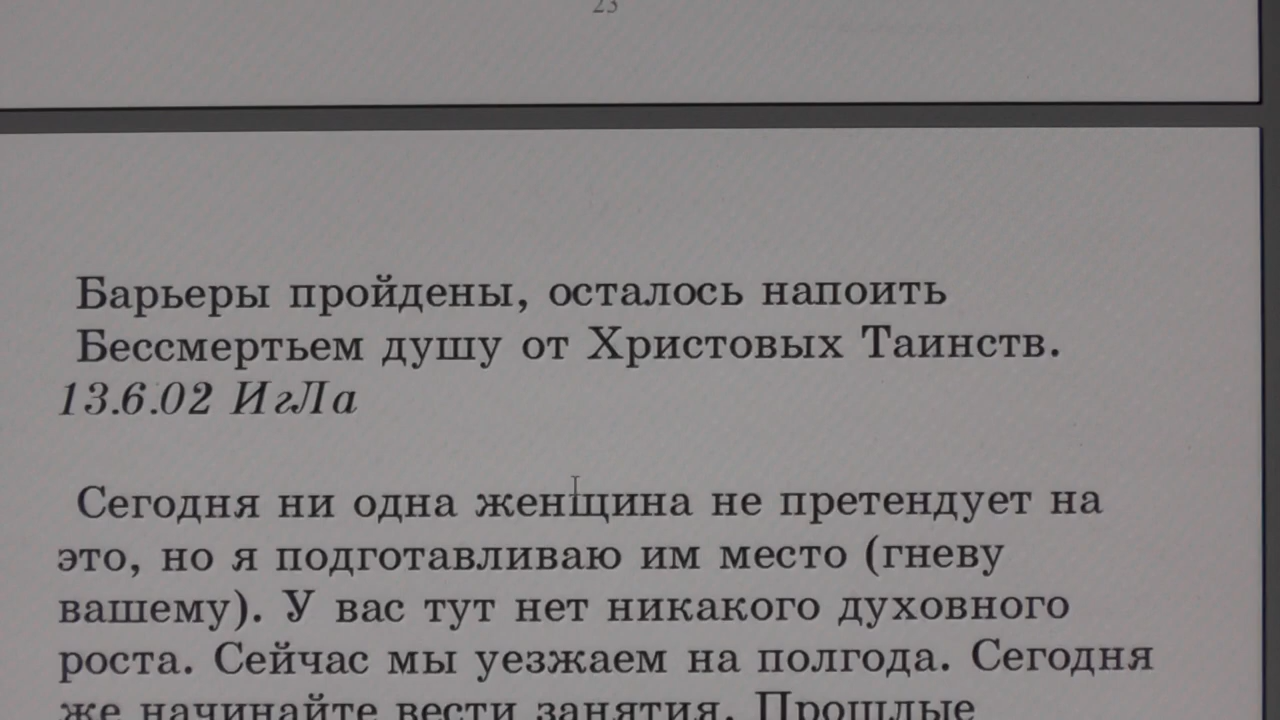 23
Барьеры пройдены, осталось напоить
Бессмертьем душу от Христовых Таинств.
13.6.02 ИгЛа
Сегодня ни одна женщина не претендует на
это, но я подготавливаю им место (гневу
вашему). У вас тут нет никакого духовного
роста. Сейчас мы уезжаем на полгода. Сегодня
же начинайте вести занятия. Прошлые